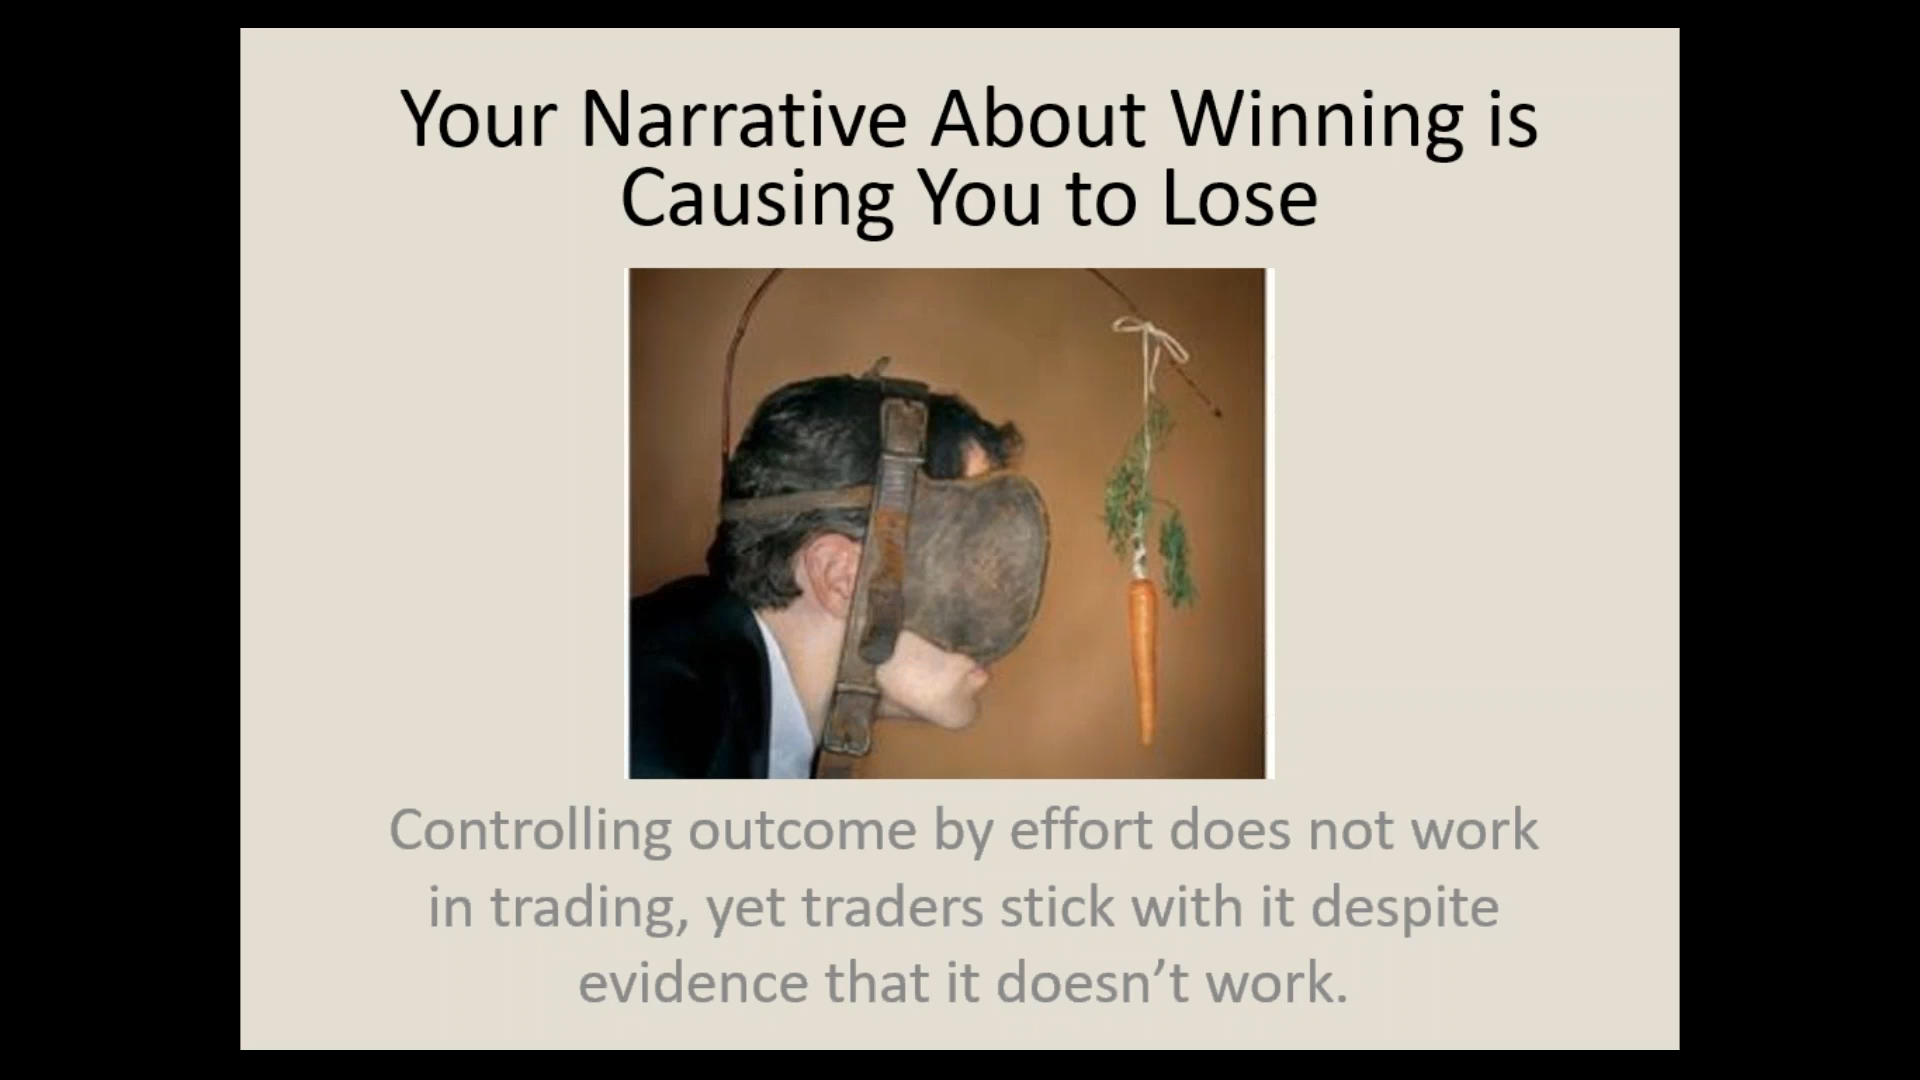 Your Narrative About Winning is
Causing You to Lose
Controlling outcome by effort does not work
in trading, yet traders stick with it despite
evidence that it doesn’t work.